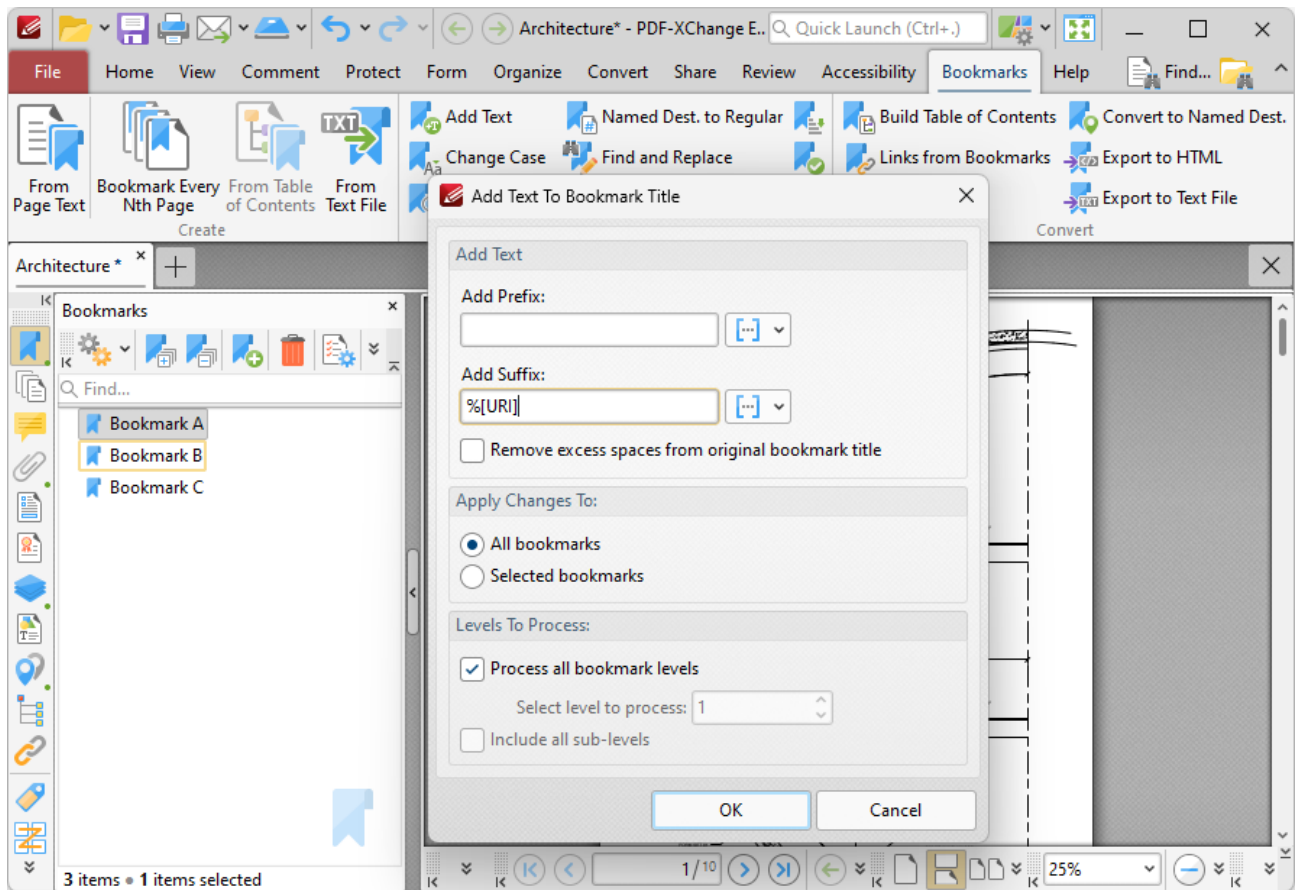 Architecture* - PDF-XChange E..
Quick Launch (Ctrl+.)
File Home View Comment Protect Form Organize Convert Share Review Accessibility Bookmarks Help Find...
From Page Text
Bookmark Every Nth Page
From Table of Contents
From Text File
TXT
Create
Add Text
Aa Change Case
Named Dest. to Regular
Find and Replace
Build Table of Contents
Links from Bookmarks
Convert to Named Dest.
Export to HTML
TXT Export to Text File
Convert
Architecture *
Bookmarks
Find...
Bookmark A
Bookmark B
Bookmark C
3 items • 1 items selected
Add Text To Bookmark Title
Add Text
Add Prefix:
Add Suffix:
%[URI]
Remove excess spaces from original bookmark title
Apply Changes To:
All bookmarks
Selected bookmarks
Levels To Process:
Process all bookmark levels
Select level to process: 1
Include all sub-levels
OK Cancel
1/10
25%